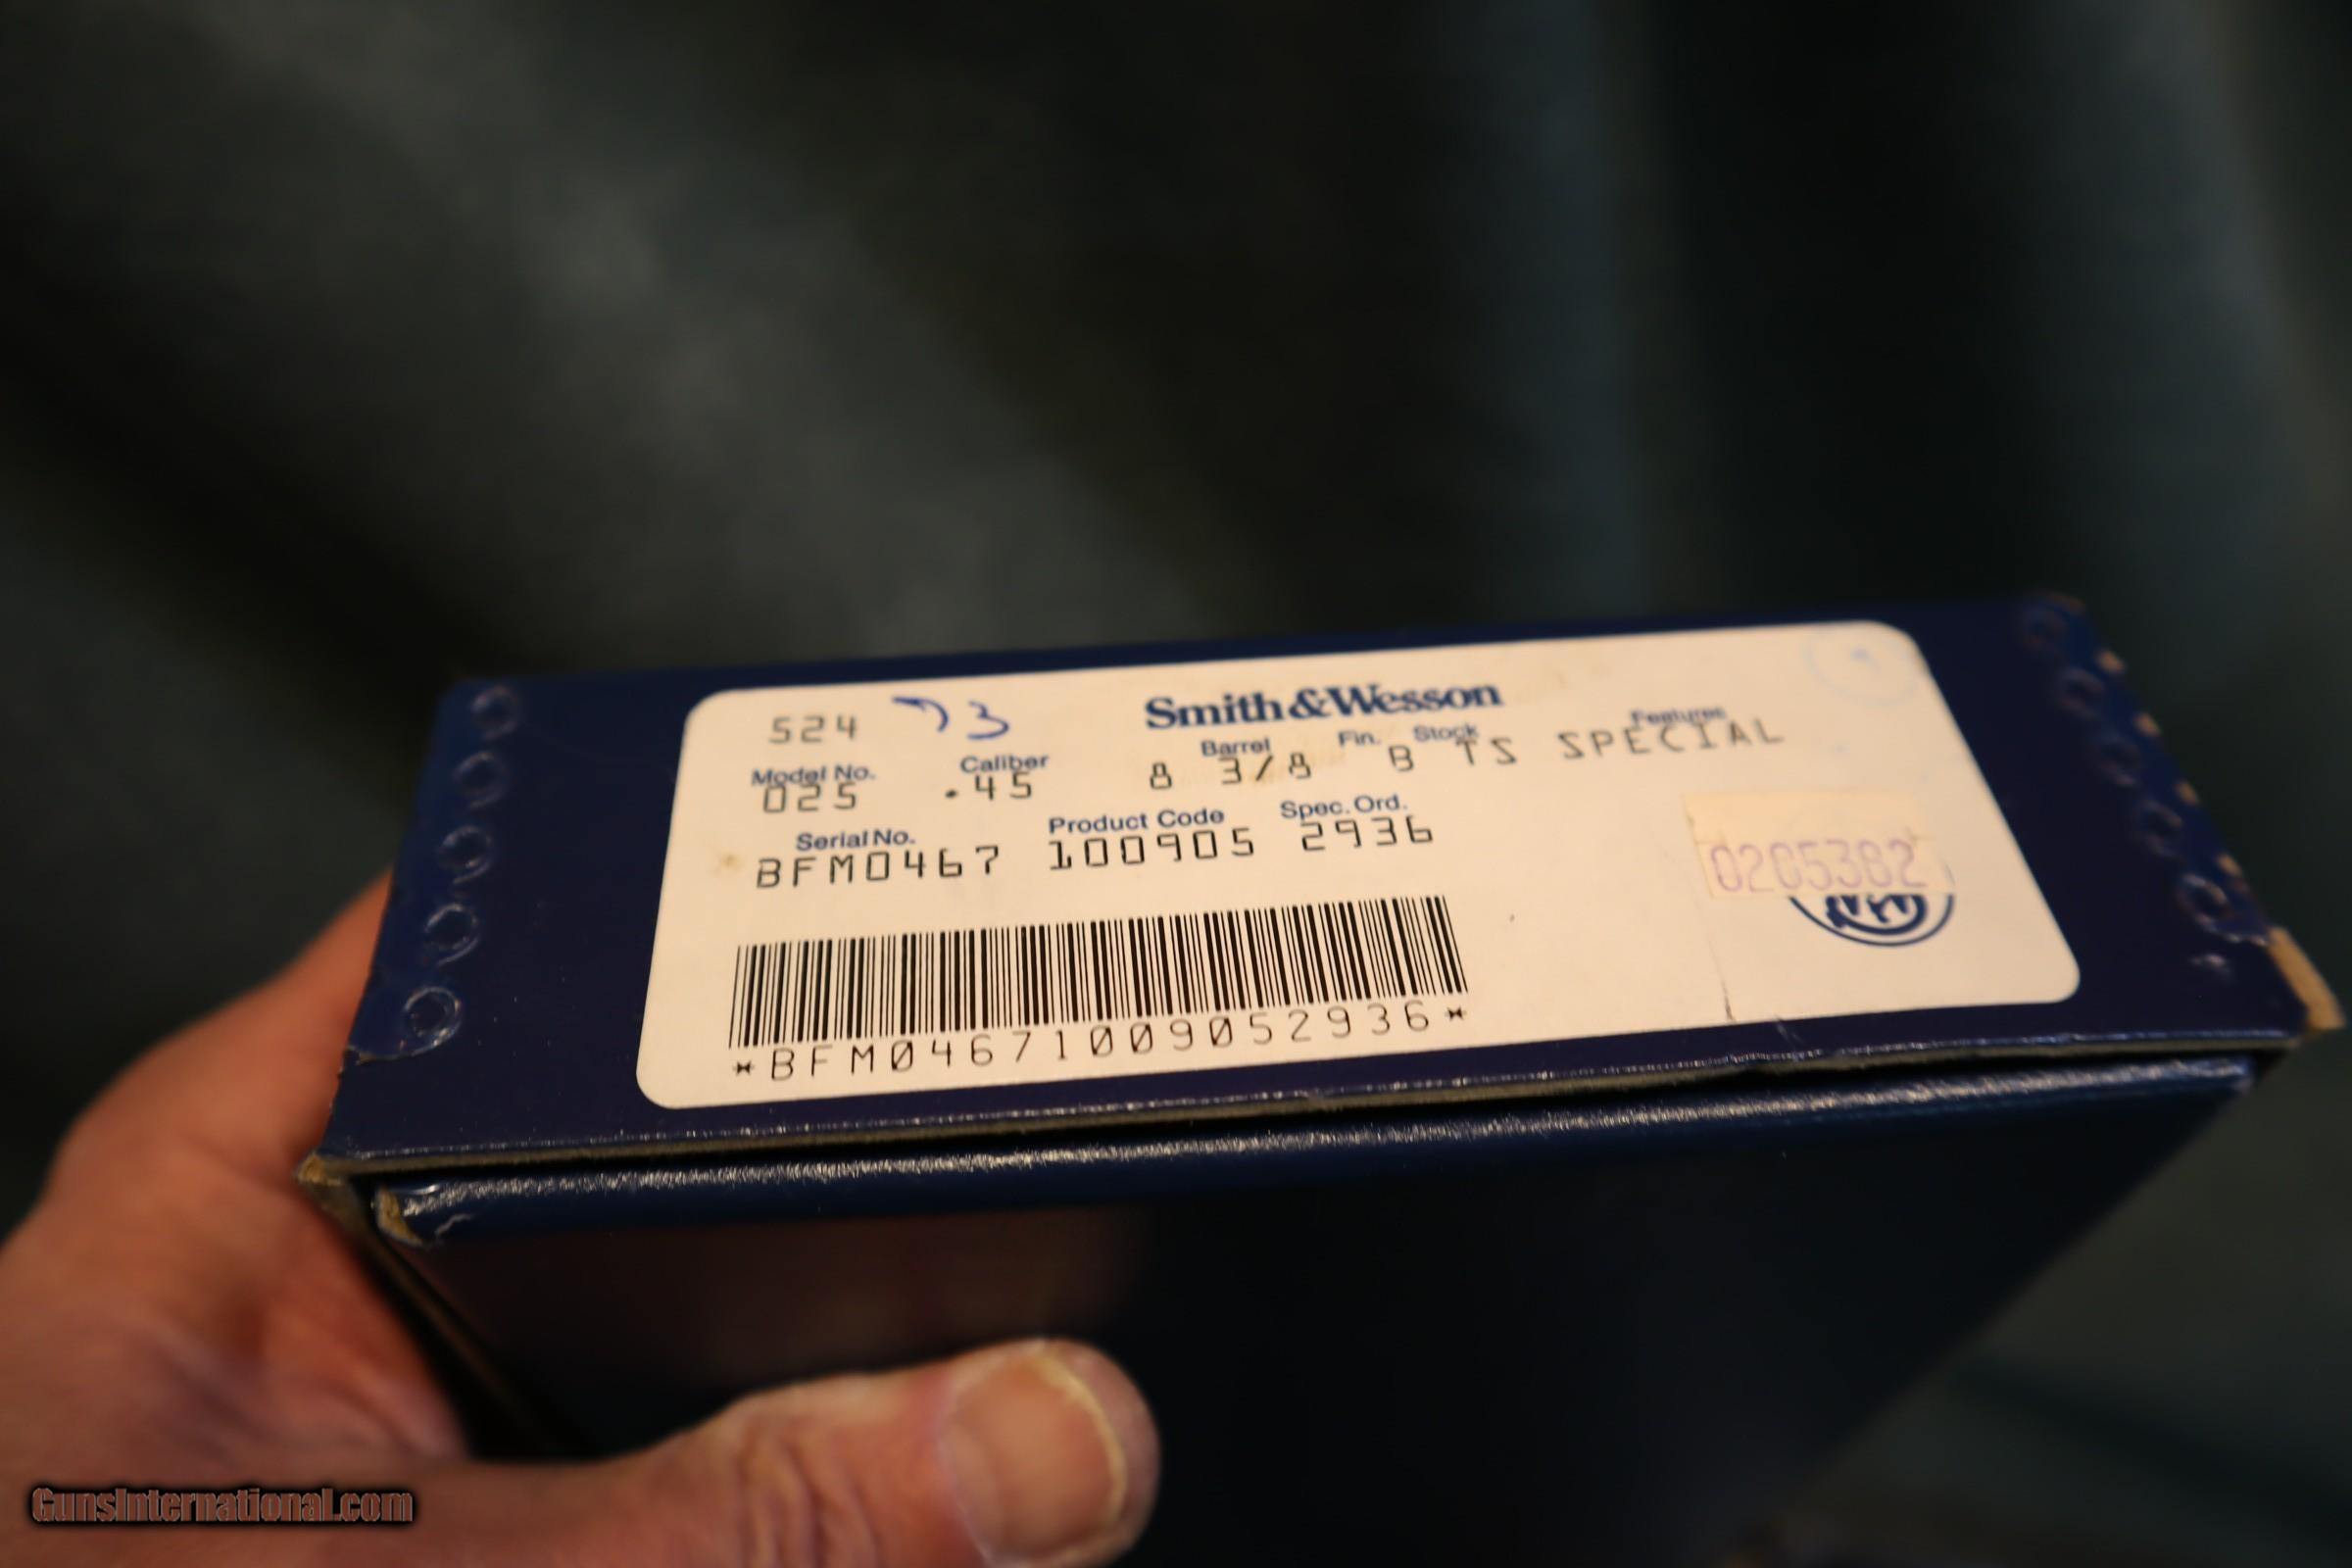 Smith&Wesson
524 73
Model No. Caliber Barrel Fin. Stock Features
025 .45 8 3/8 B TS SPECIAL
Serial No. Product Code Spec. Ord.
BFM0467 100905 2936
0205382
*BFM04671009052936*
GunsInternational.com